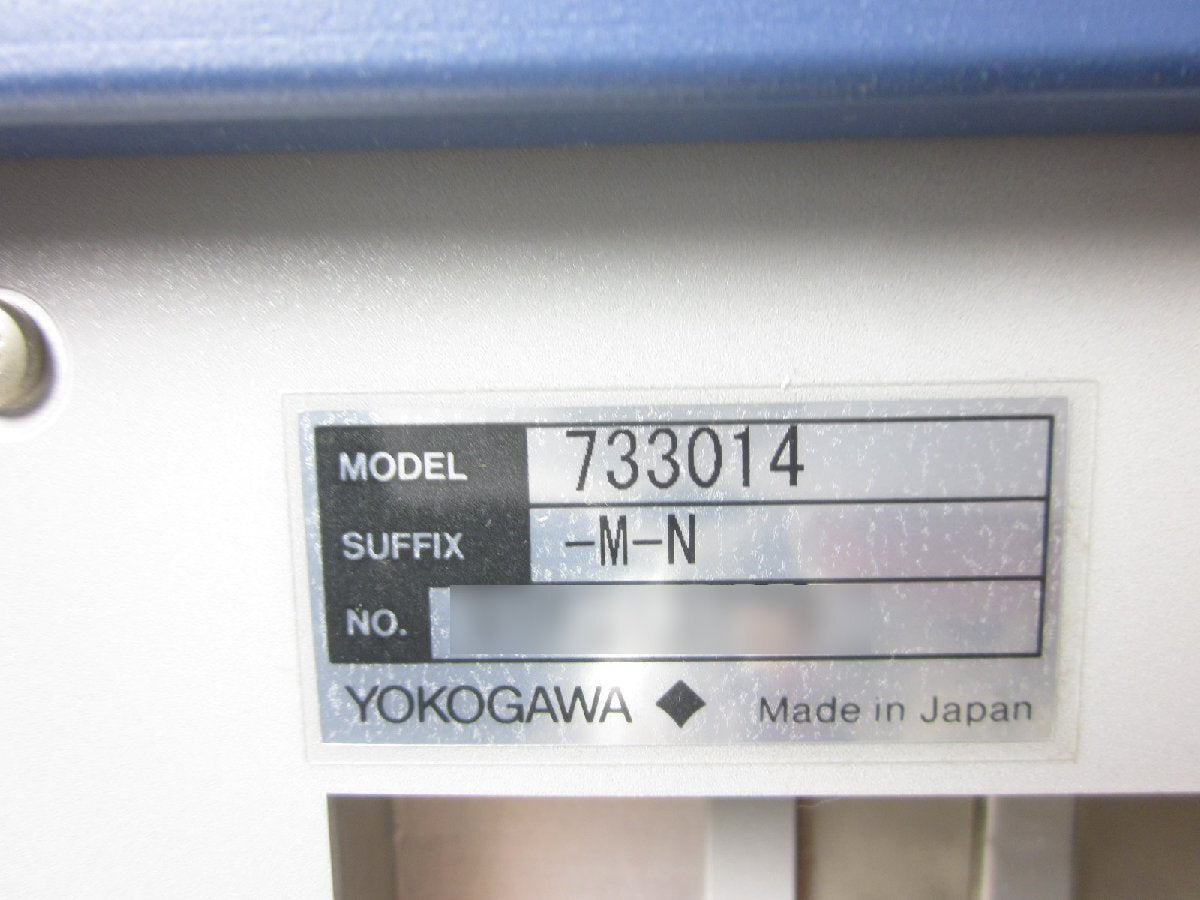 MODEL 733014
SUFFIX -M-N
NO.
YOKOGAWA ◆ Made in Japan